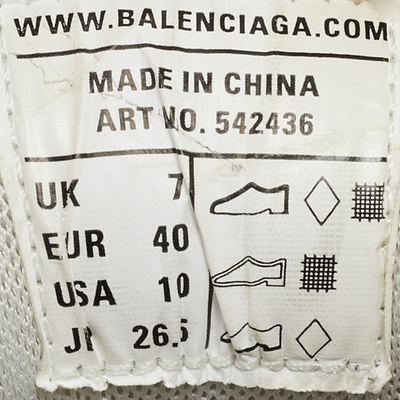 WWW.BALENCIAGA.COM
MADE IN CHINA
ART NO. 542436
UK 7
EUR 40
USA 10
26.5